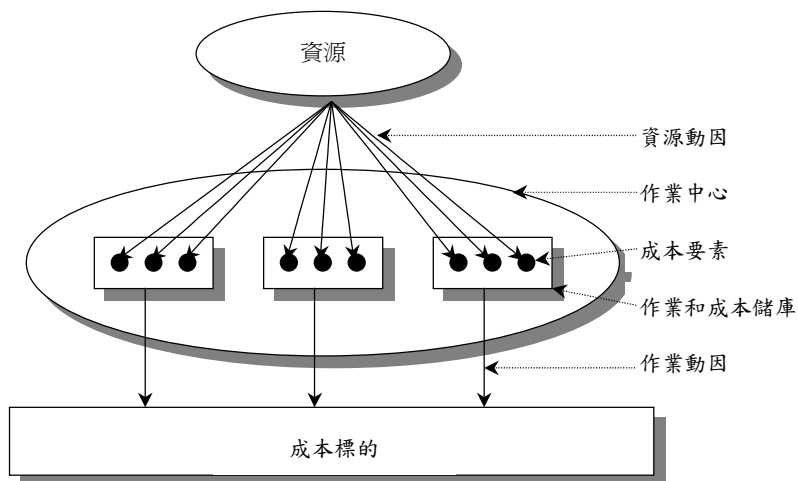 資源
資源動因
作業中心
成本要素
作業和成本儲庫
作業動因
成本標的